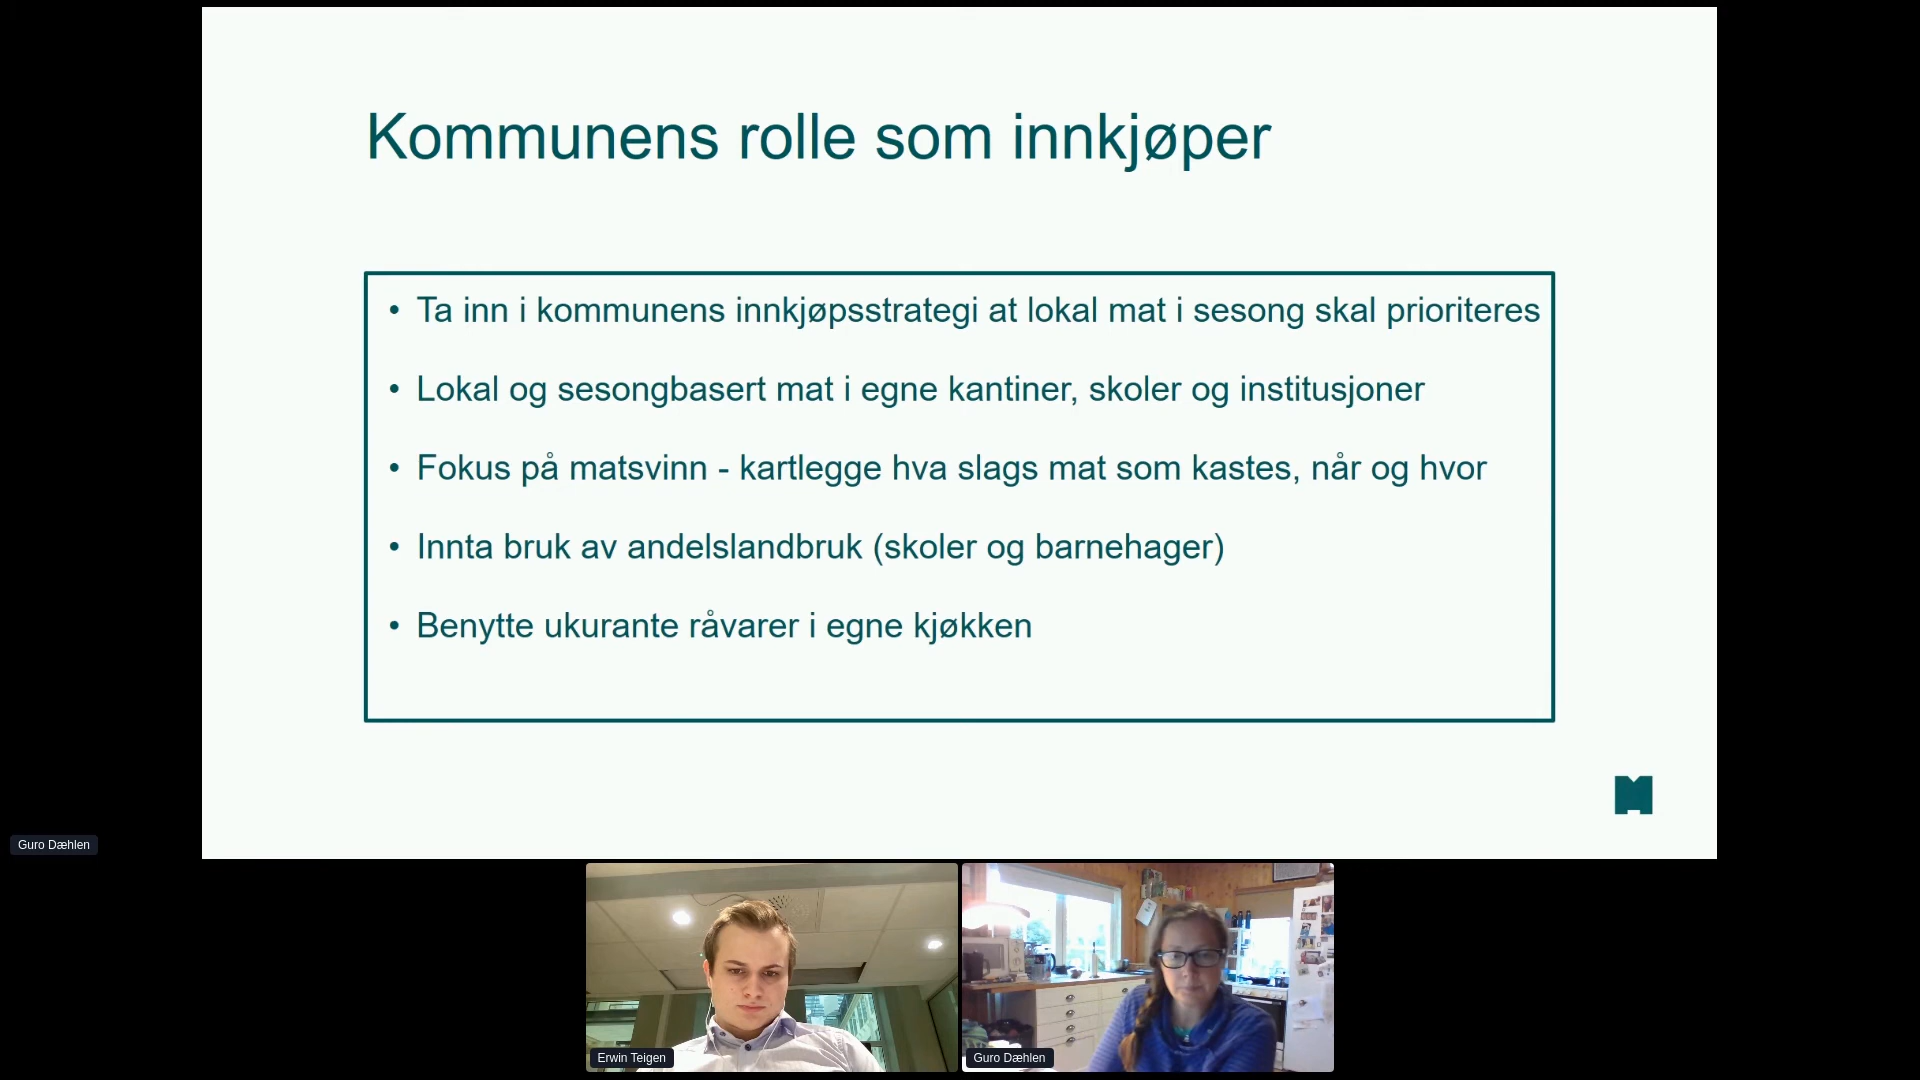 Kommunens rolle som innkjøper
• Ta inn i kommunens innkjøpsstrategi at lokal mat i sesong skal prioriteres
• Lokal og sesongbasert mat i egne kantiner, skoler og institusjoner
• Fokus på matsvinn - kartlegge hva slags mat som kastes, når og hvor
• Innta bruk av andelslandbruk (skoler og barnehager)
• Benytte ukurante råvarer i egne kjøkken
Guro Dæhlen
Erwin Teigen
Guro Dæhlen